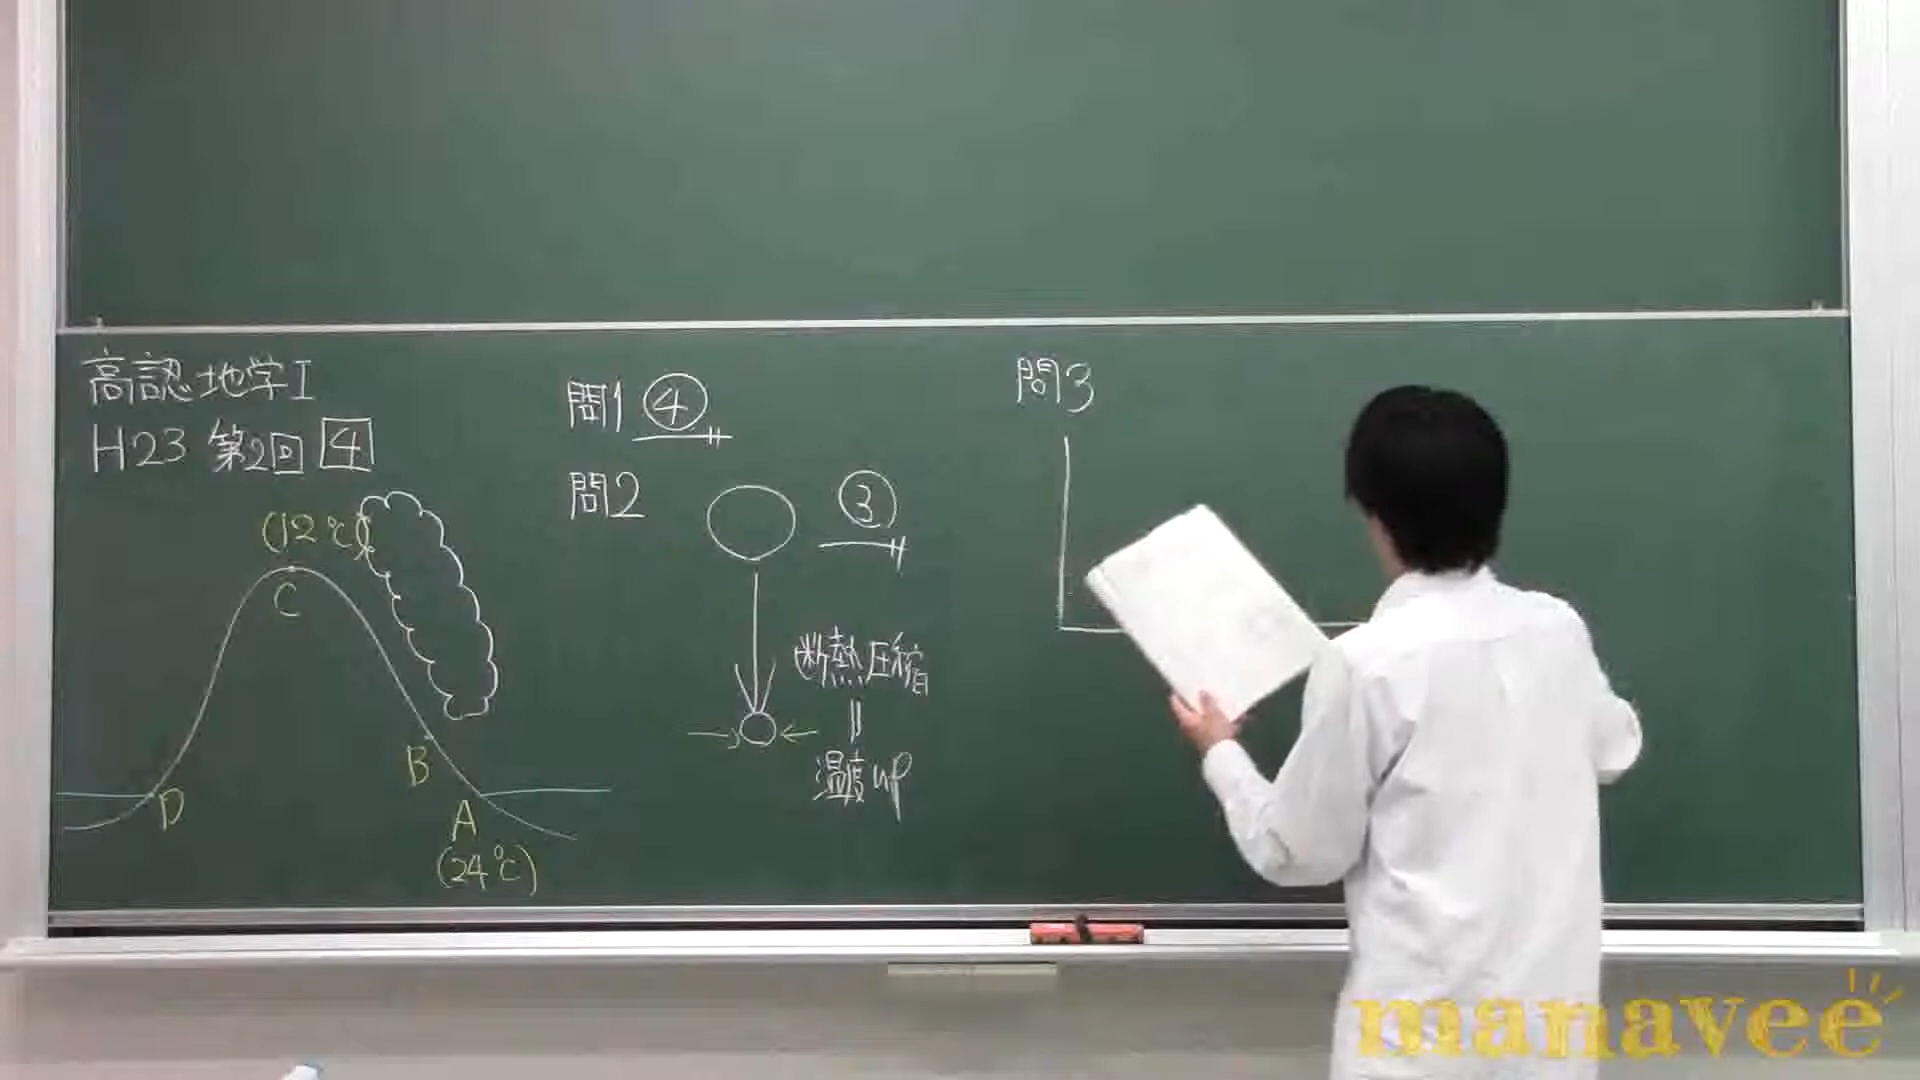 高認地学I
H23 第2回 4
(12℃)
C
B
D
A
(24℃)
問1 ④
問2
③
断熱圧縮
||
温度up
問3
manavee